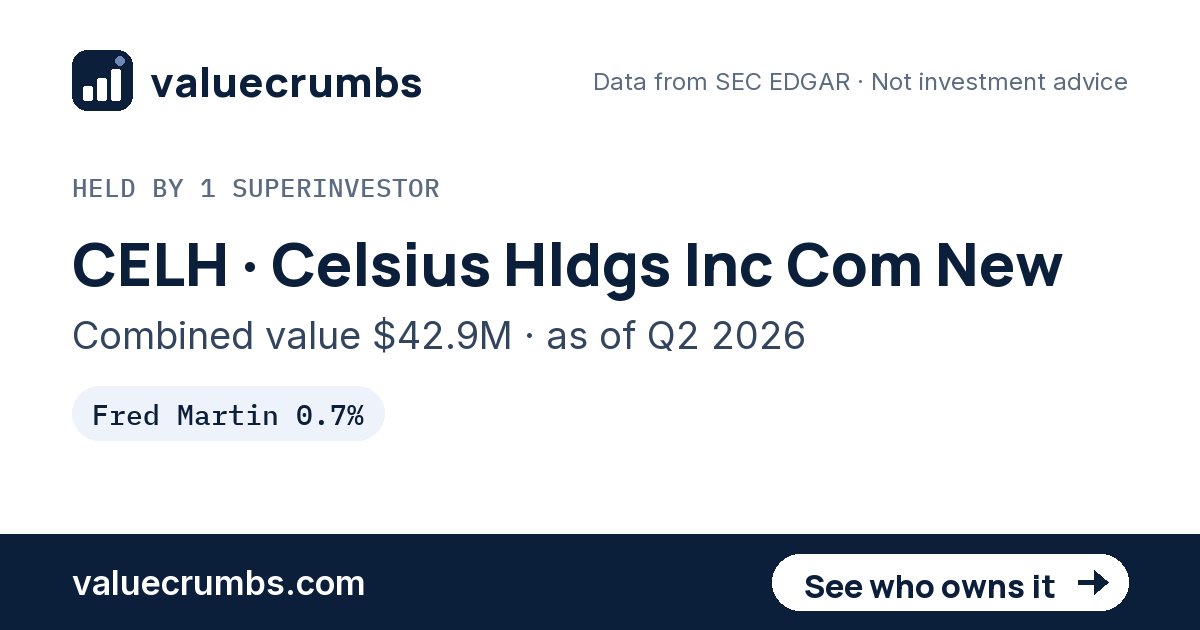 valuecrumbs
Data from SEC EDGAR · Not investment advice
HELD BY 1 SUPERINVESTOR
CELH · Celsius Hldgs Inc Com New
Combined value $42.9M · as of Q2 2026
Fred Martin 0.7%
valuecrumbs.com
See who owns it →